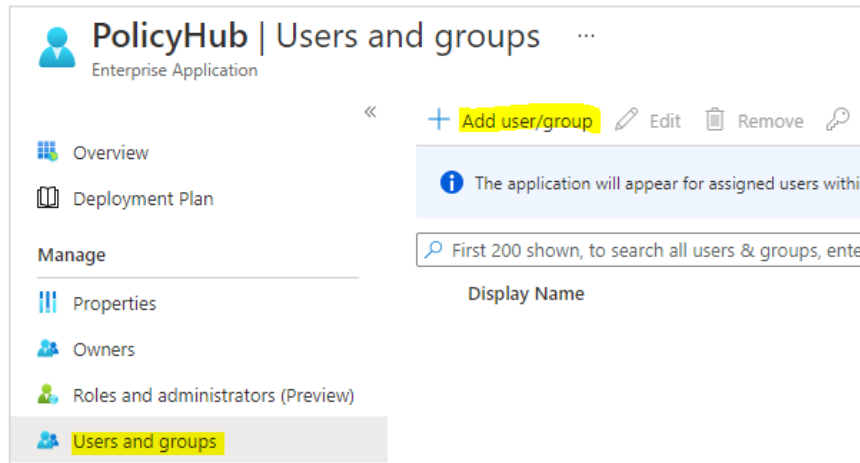 PolicyHub | Users and groups ...
Enterprise Application
«
Overview
Deployment Plan
Manage
Properties
Owners
Roles and administrators (Preview)
Users and groups
+ Add user/group Edit Remove
The application will appear for assigned users withi
First 200 shown, to search all users & groups, ente
Display Name